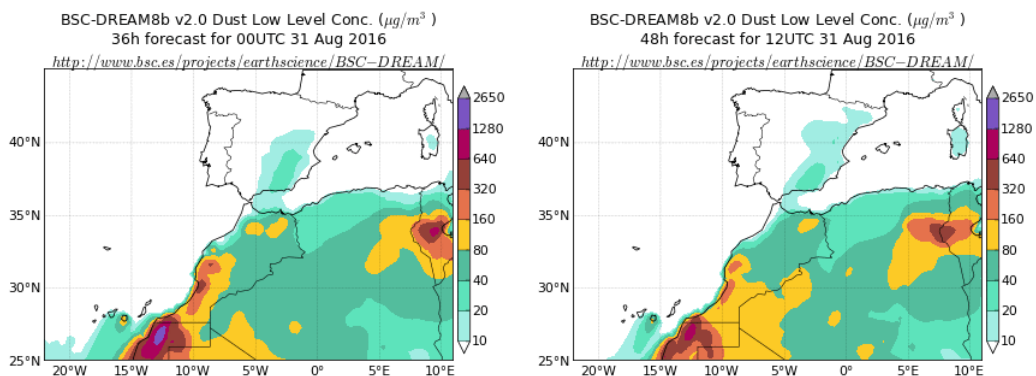 BSC-DREAM8b v2.0 Dust Low Level Conc. (μg/m³ )
36h forecast for 00UTC 31 Aug 2016
http://www.bsc.es/projects/earthscience/BSC−DREAM/
40°N
35°N
30°N
25°N
20°W
15°W
10°W
5°W
0°E
5°E
10°E
2650
1280
640
320
160
80
40
20
10
BSC-DREAM8b v2.0 Dust Low Level Conc. (μg/m³ )
48h forecast for 12UTC 31 Aug 2016
http://www.bsc.es/projects/earthscience/BSC−DREAM/
40°N
35°N
30°N
25°N
20°W
15°W
10°W
5°W
0°E
5°E
10°E
2650
1280
640
320
160
80
40
20
10